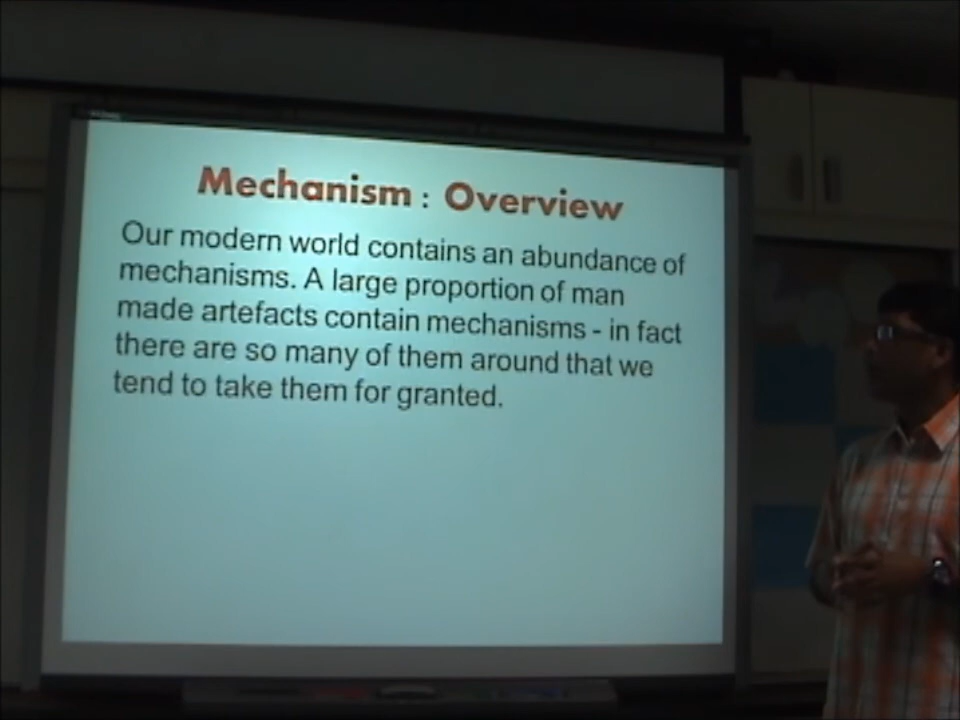 Mechanism : Overview
Our modern world contains an abundance of
mechanisms. A large proportion of man
made artefacts contain mechanisms - in fact
there are so many of them around that we
tend to take them for granted.